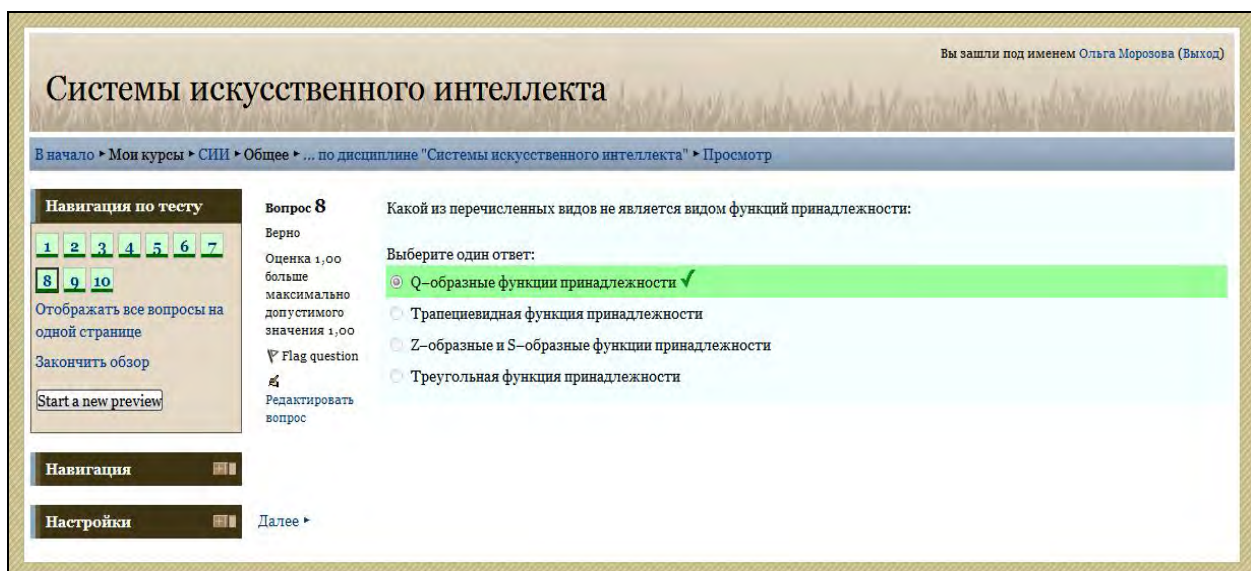 Вы зашли под именем Ольга Морозова (Выход)
Системы искусственного интеллекта
В начало ► Мои курсы ► СИИ ► Общее ► ... по дисциплине "Системы искусственного интеллекта" ► Просмотр
Навигация по тесту
1 2 3 4 5 6 7
8 9 10
Отображать все вопросы на
одной странице
Закончить обзор
Start a new preview
Навигация
Настройки
Вопрос 8
Верно
Оценка 1,00
больше
максимально
допустимого
значения 1,00
Flag question
Редактировать
вопрос
Какой из перечисленных видов не является видом функций принадлежности:
Выберите один ответ:
Q–образные функции принадлежности
Трапециевидная функция принадлежности
Z–образные и S–образные функции принадлежности
Треугольная функция принадлежности
Далее ►